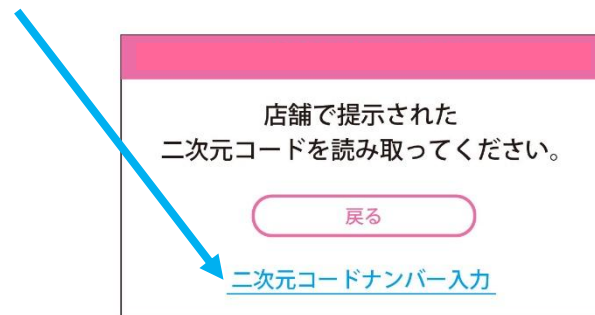 店舗で提示された
二次元コードを読み取ってください。
戻る
二次元コードナンバー入力